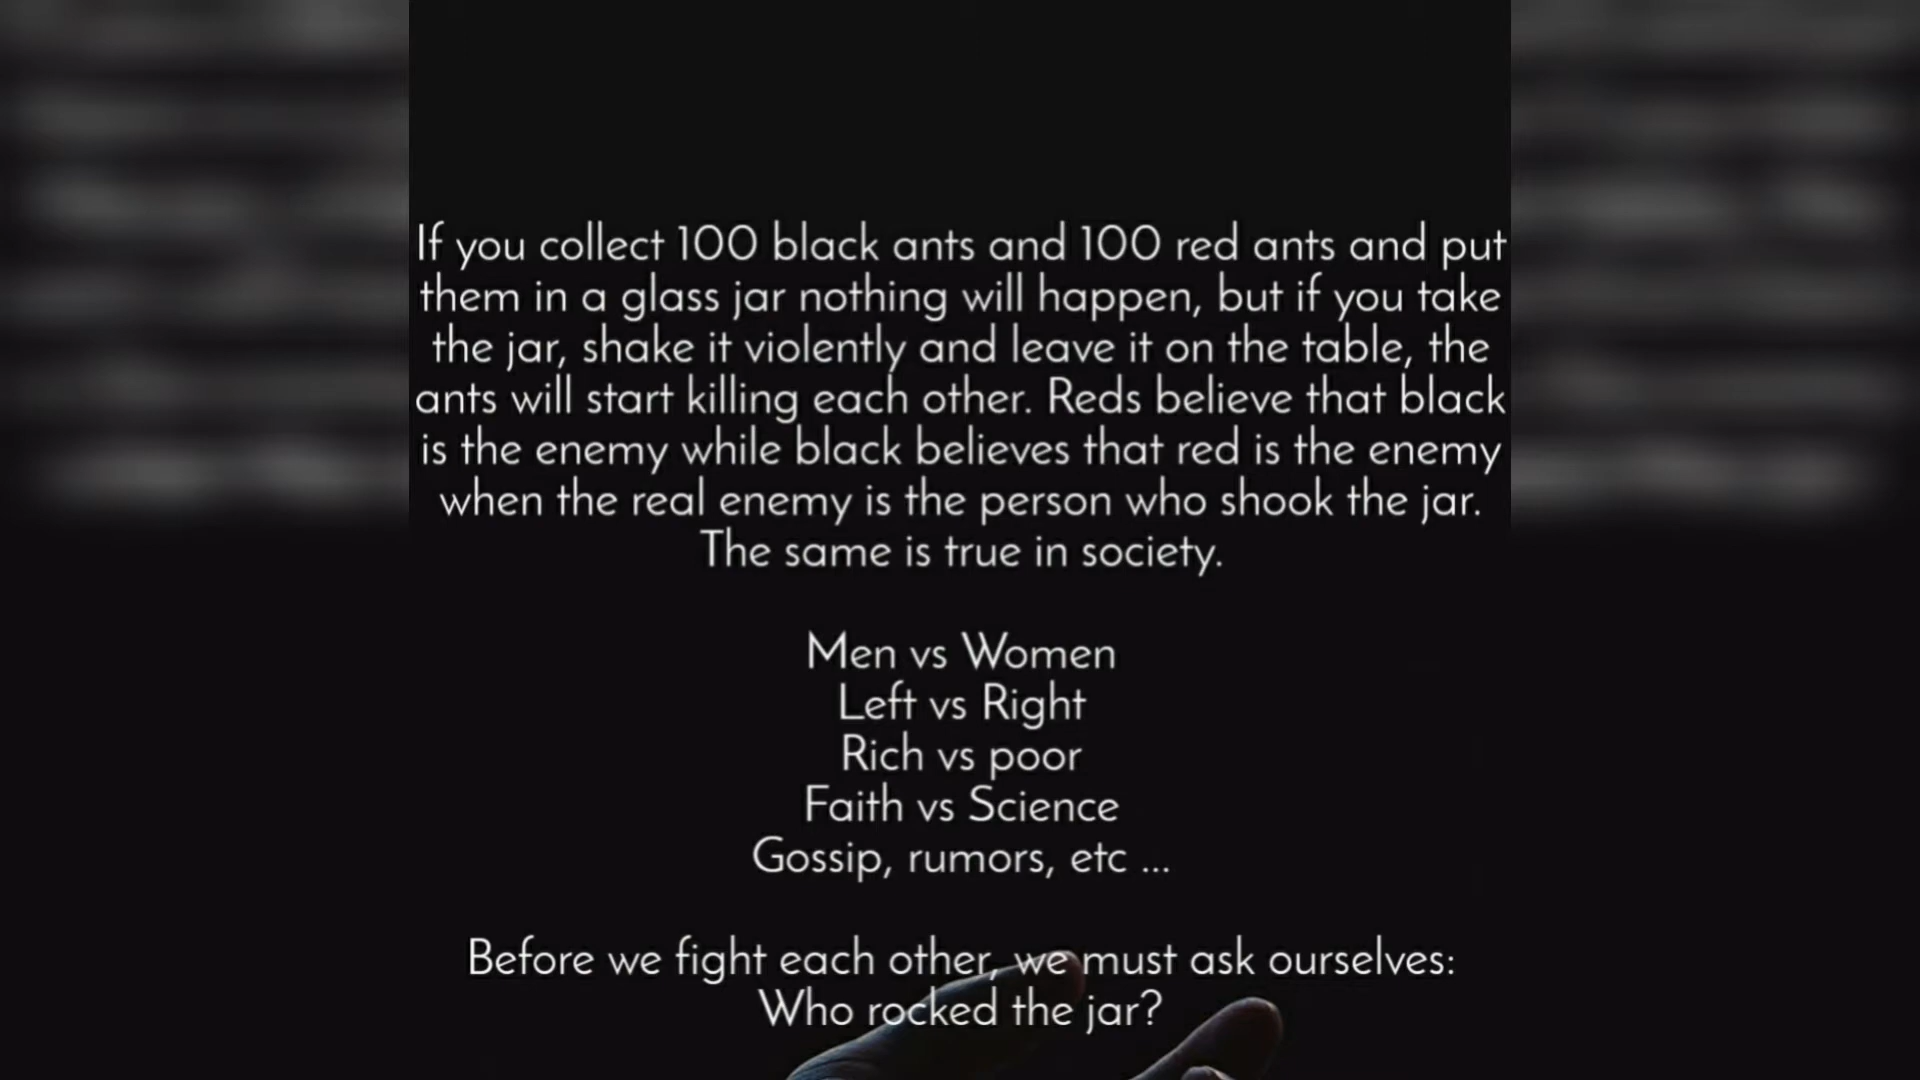 If you collect 100 black ants and 100 red ants and put
them in a glass jar nothing will happen, but if you take
the jar, shake it violently and leave it on the table, the
ants will start killing each other. Reds believe that black
is the enemy while black believes that red is the enemy
when the real enemy is the person who shook the jar.
The same is true in society.
Men vs Women
Left vs Right
Rich vs poor
Faith vs Science
Gossip, rumors, etc ...
Before we fight each other, we must ask ourselves:
Who rocked the jar?